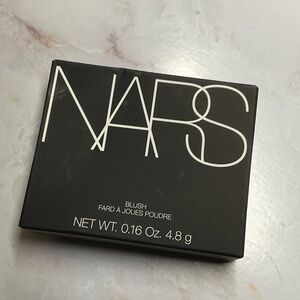 NARS
BLUSH
FARD À JOUES POUDRE
NET WT. 0.16 Oz. 4.8 g